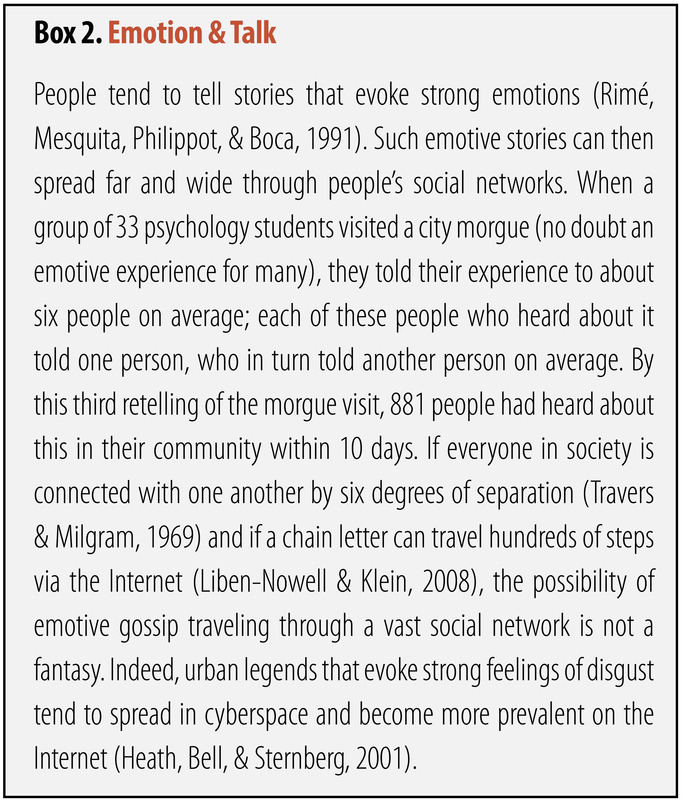 Box 2. Emotion & Talk
People tend to tell stories that evoke strong emotions (Rimé,
Mesquita, Philippot, & Boca, 1991). Such emotive stories can then
spread far and wide through people’s social networks. When a
group of 33 psychology students visited a city morgue (no doubt an
emotive experience for many), they told their experience to about
six people on average; each of these people who heard about it
told one person, who in turn told another person on average. By
this third retelling of the morgue visit, 881 people had heard about
this in their community within 10 days. If everyone in society is
connected with one another by six degrees of separation (Travers
& Milgram, 1969) and if a chain letter can travel hundreds of steps
via the Internet (Liben-Nowell & Klein, 2008), the possibility of
emotive gossip traveling through a vast social network is not a
fantasy. Indeed, urban legends that evoke strong feelings of disgust
tend to spread in cyberspace and become more prevalent on the
Internet (Heath, Bell, & Sternberg, 2001).